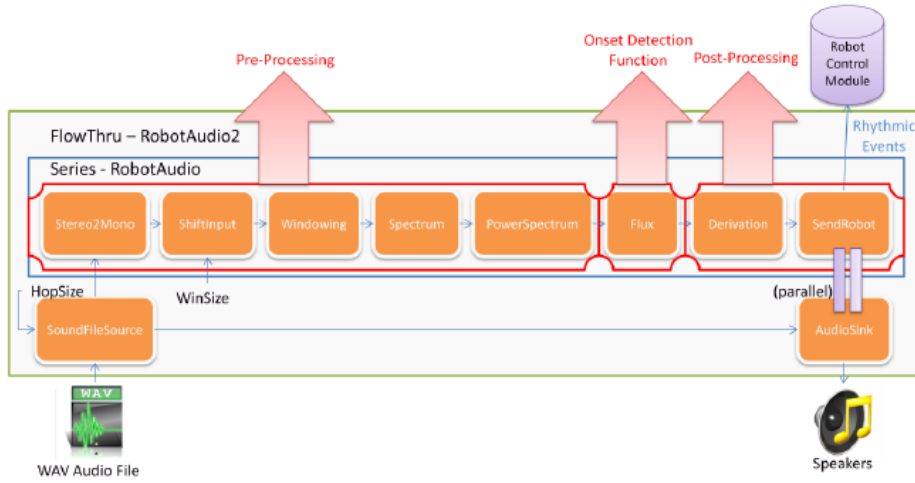 Onset Detection
Function
Pre-Processing
Post-Processing
Robot
Control
Module
FlowThru – RobotAudio2
Rhythmic
Events
Series - RobotAudio
Stereo2Mono
ShiftInput
Windowing
Spectrum
PowerSpectrum
Flux
Derivation
SendRobot
HopSize
WinSize
(parallel)
SoundFileSource
AudioSink
WAV
WAV Audio File
Speakers